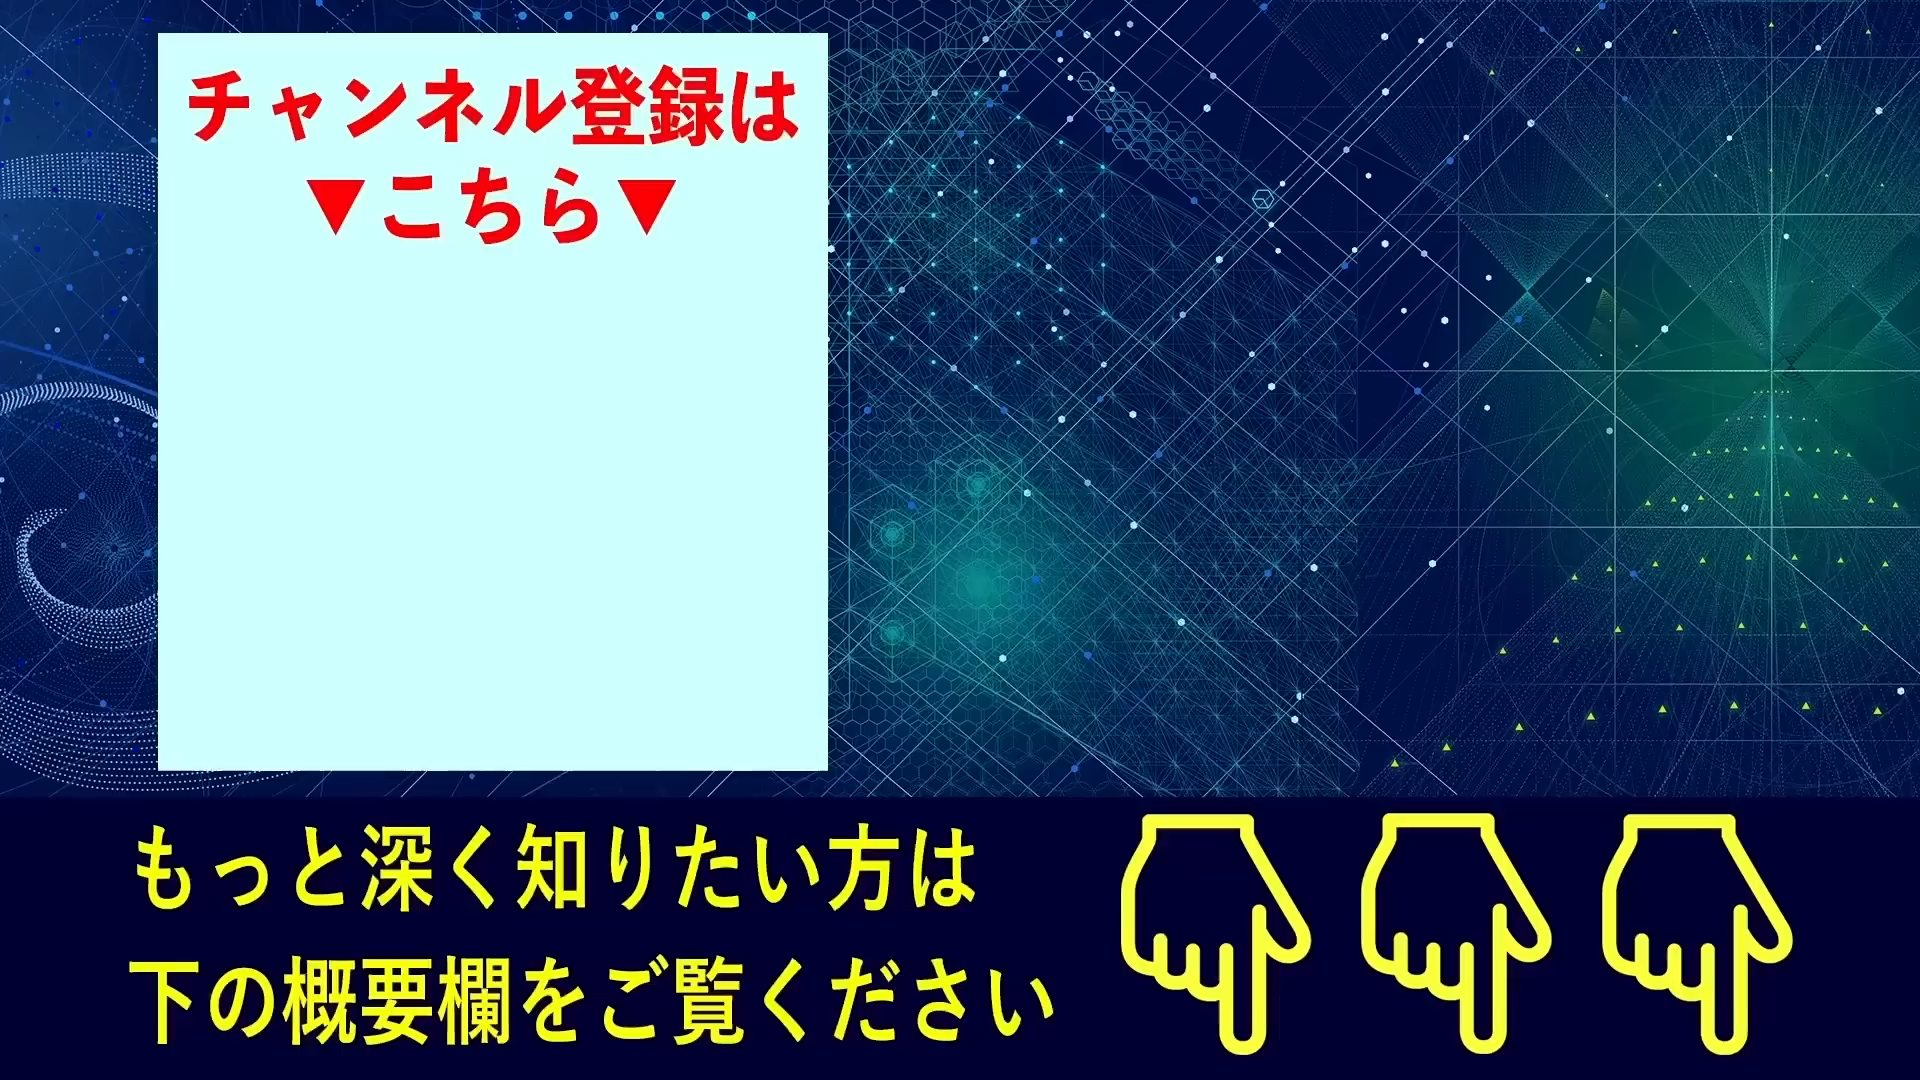 チャンネル登録は
▼こちら▼
もっと深く知りたい方は
下の概要欄をご覧ください